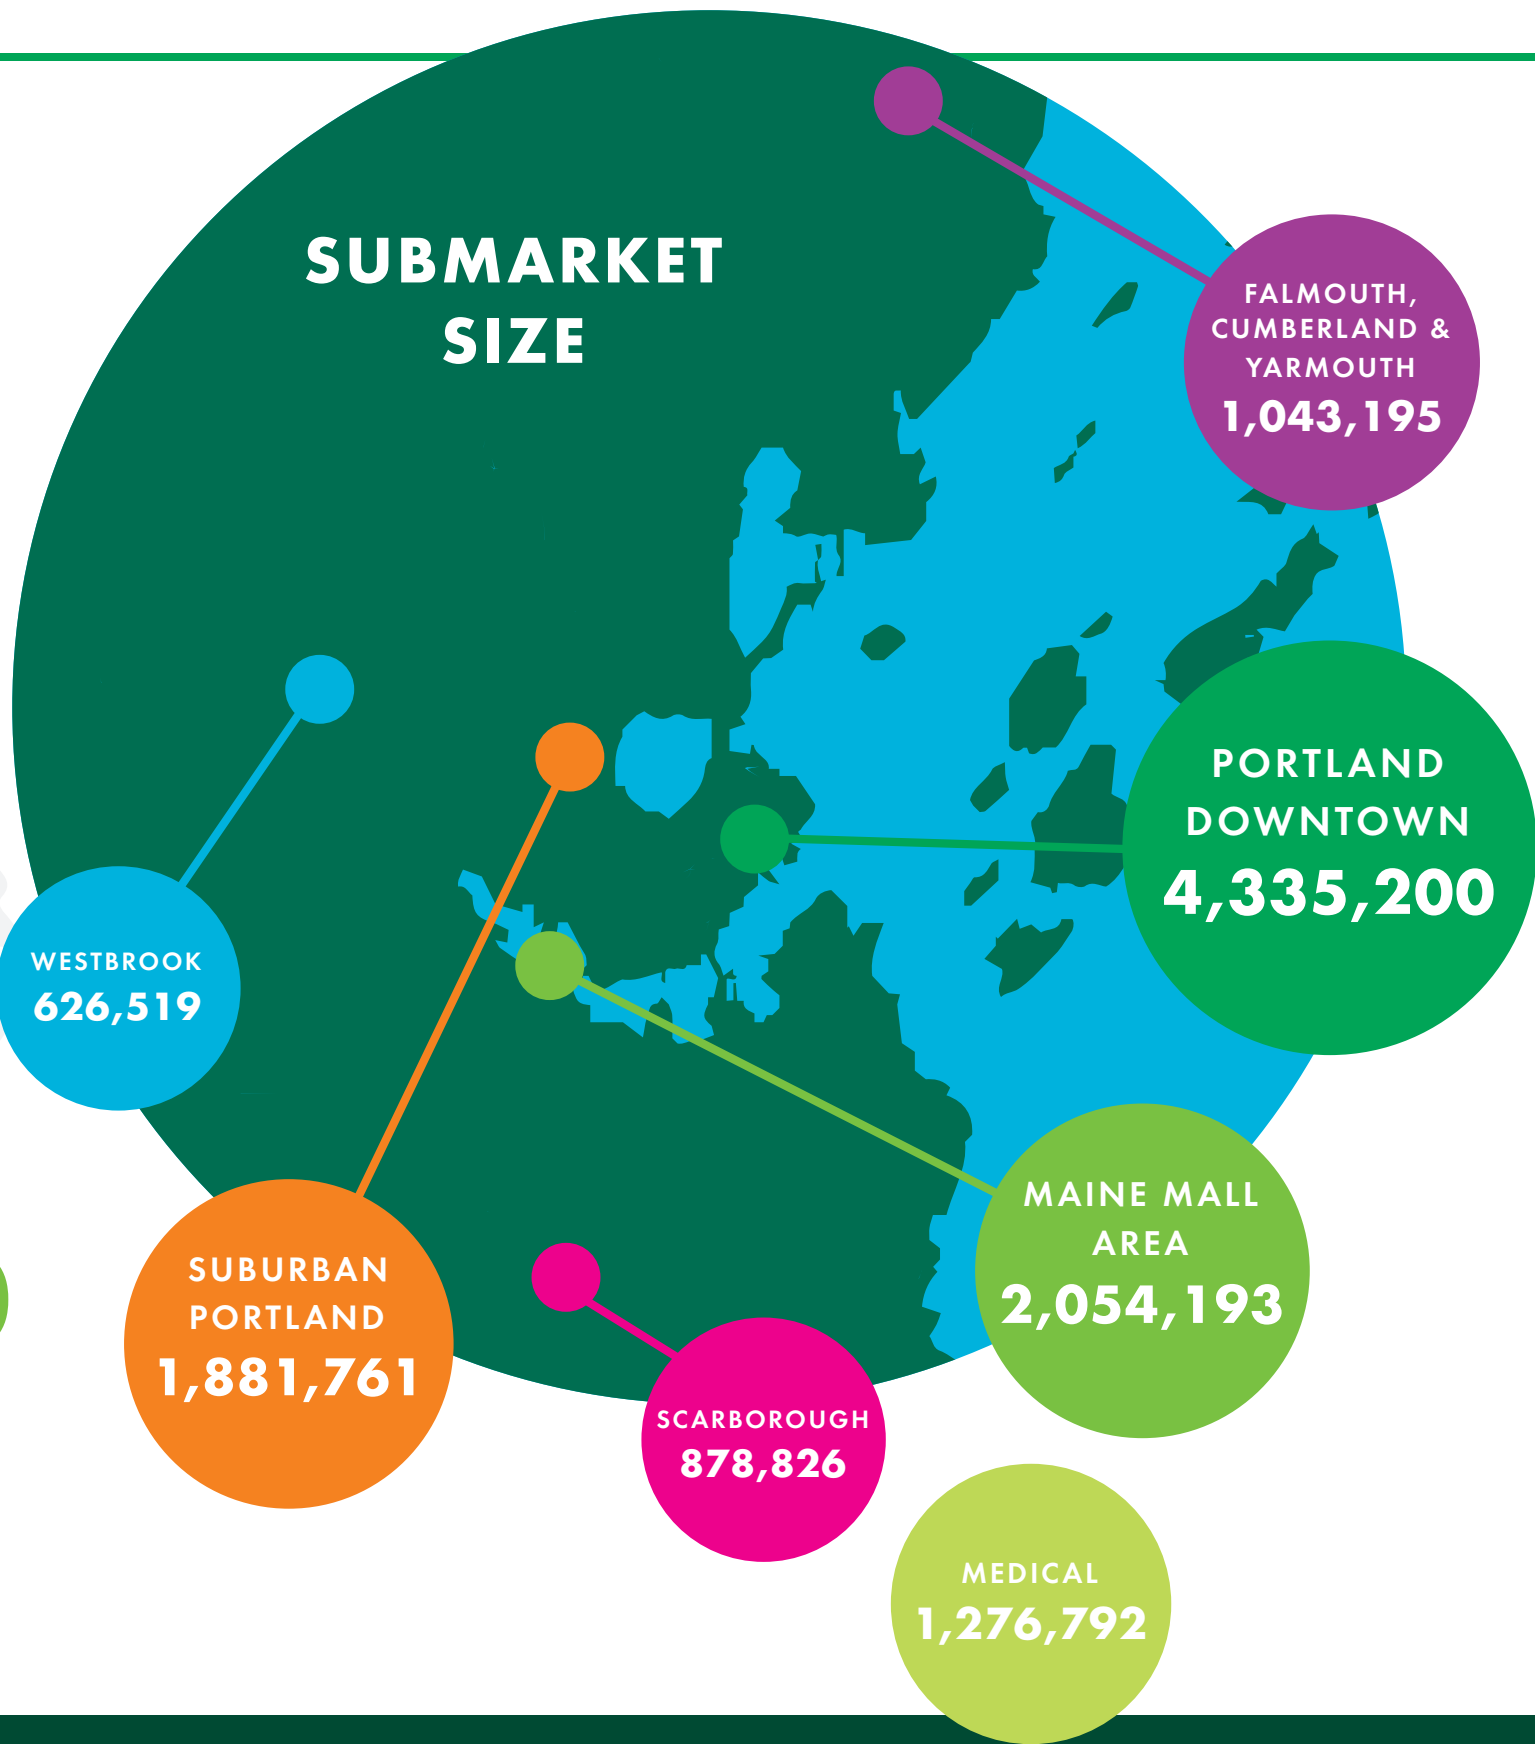 SUBMARKET
SIZE
FALMOUTH,
CUMBERLAND &
YARMOUTH
1,043,195
PORTLAND
DOWNTOWN
4,335,200
WESTBROOK
626,519
MAINE MALL
AREA
2,054,193
SUBURBAN
PORTLAND
1,881,761
SCARBOROUGH
878,826
MEDICAL
1,276,792